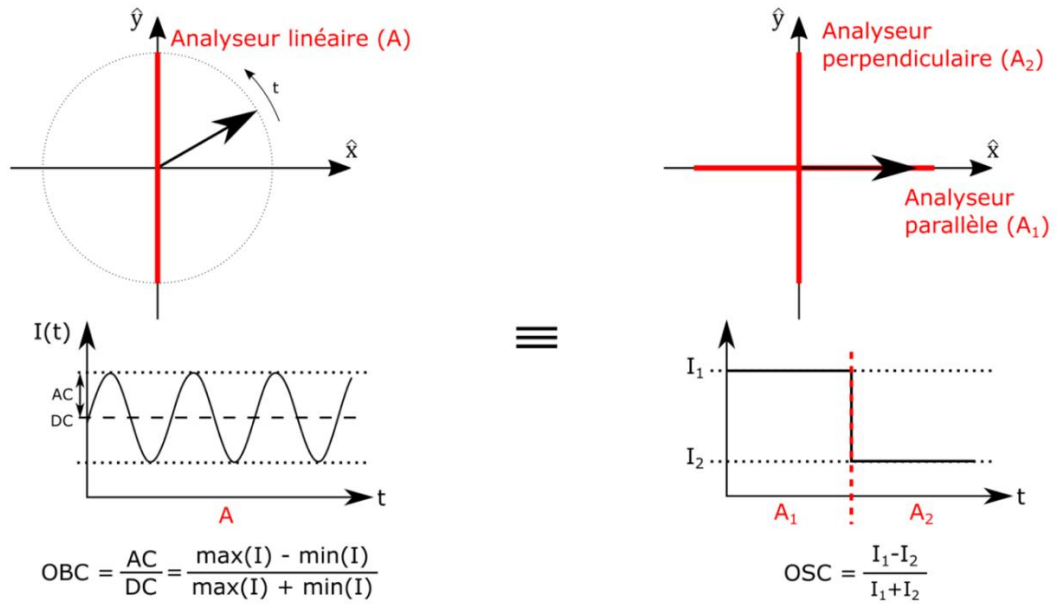 ŷ
Analyseur linéaire (A)
t
x̂
I(t)
AC
DC
t
A
OBC = AC/DC = max(I) - min(I)/max(I) + min(I)
≡
ŷ
Analyseur
perpendiculaire (A₂)
x̂
Analyseur
parallèle (A₁)
I₁
I₂
t
A₁
A₂
OSC = I₁-I₂/I₁+I₂